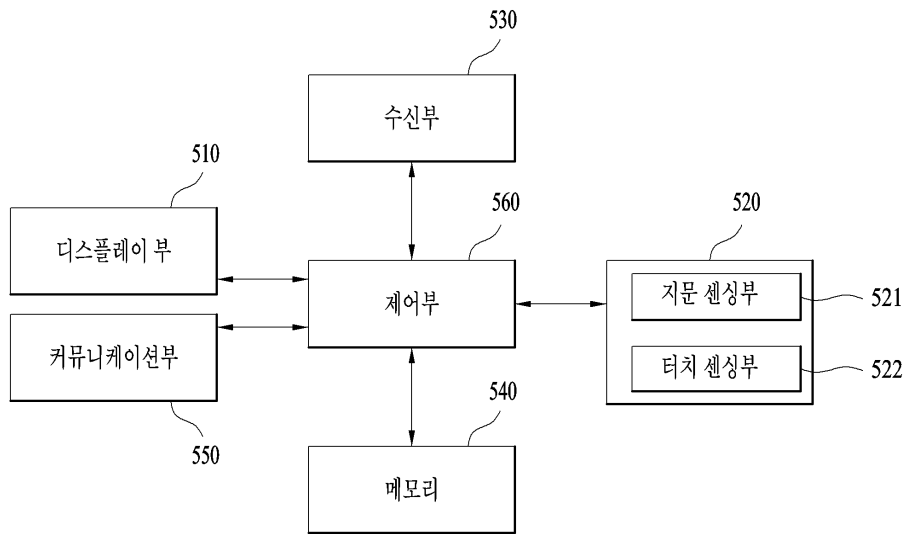 530
수신부
510
560
520
디스플레이 부
제어부
지문 센싱부
521
커뮤니케이션부
터치 센싱부
522
550
540
메모리